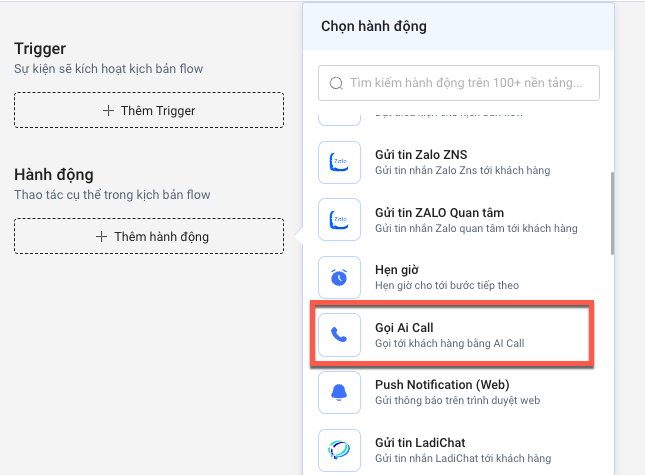 Trigger
Sự kiện sẽ kích hoạt kịch bản flow
Thêm Trigger
Hành động
Thao tác cụ thể trong kịch bản flow
Thêm hành động
Chọn hành động
Tìm kiếm hành động trên 100+ nền tảng...
Zalo
Gửi tin Zalo ZNS
Gửi tin nhắn Zalo Zns tới khách hàng
Zalo
Gửi tin ZALO Quan tâm
Gửi tin nhắn Zalo quan tâm tới khách hàng
Hẹn giờ
Hẹn giờ cho tới bước tiếp theo
Gọi Ai Call
Gọi tới khách hàng bằng AI Call
Push Notification (Web)
Gửi thông báo trên trình duyệt web
Gửi tin LadiChat
Gửi tin nhắn LadiChat tới khách hàng